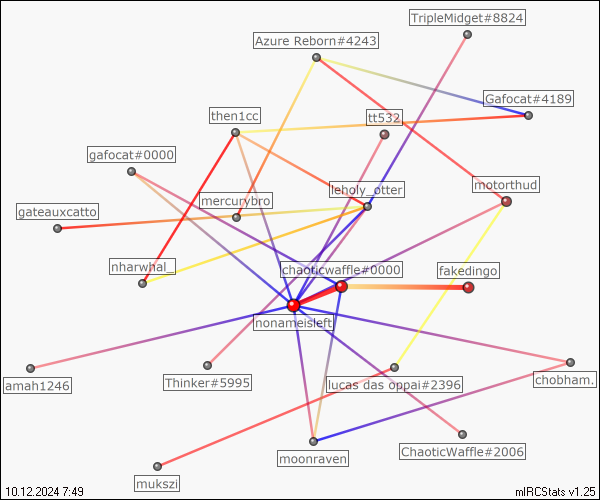 TripleMidget#8824
Azure Reborn#4243
Gafocat#4189
then1cc
tt532
gafocat#0000
leholy_otter
motorthud
mercurybro
gateauxcatto
nharwhal_
chaoticwaffle#0000
fakedingo
nonameisleft
amah1246
Thinker#5995
lucas das oppai#2396
chobham.
ChaoticWaffle#2006
moonraven
mukszi
10.12.2024 7:49
mIRCStats v1.25